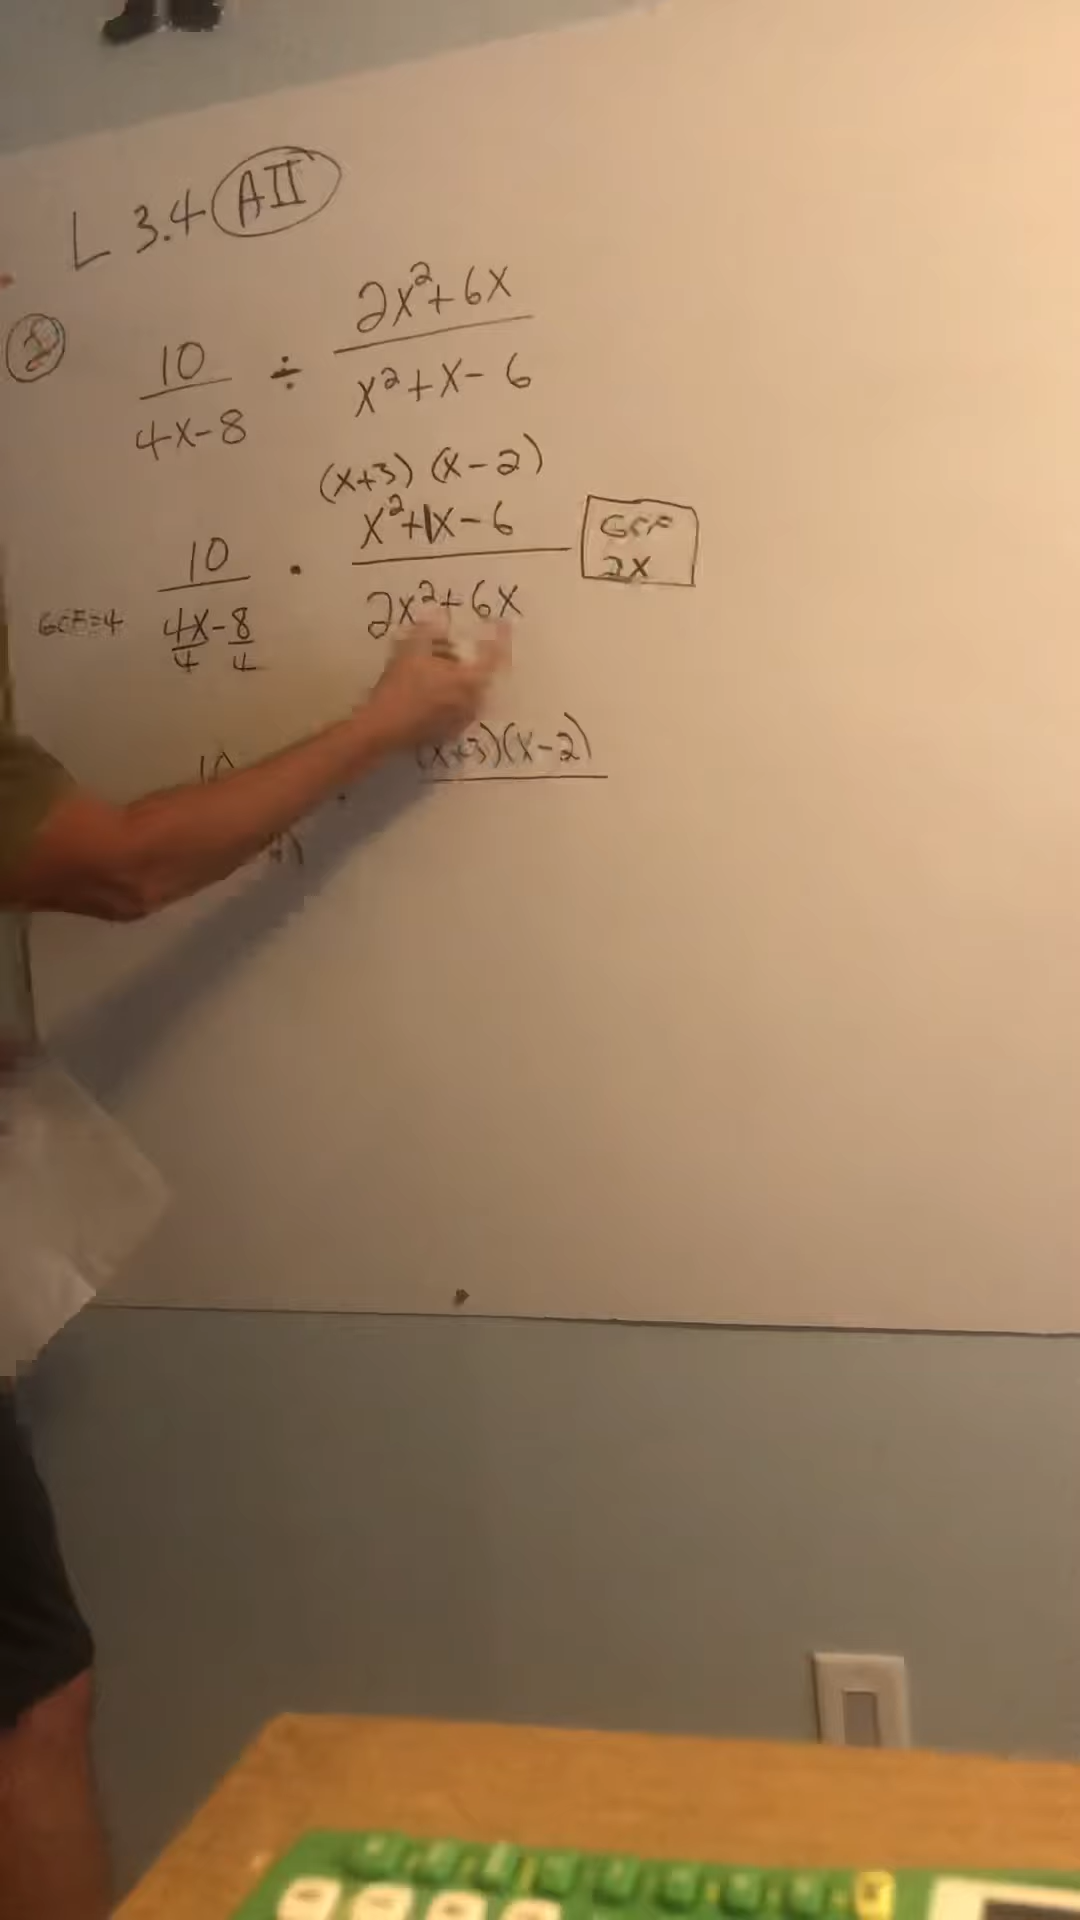 L 3.4 AII
2x²+6x
10 ÷
4x-8 x²+x-6
(x+3) (x-2)
x²+1x-6 GCF
10 · 2x
GCF=4 4x-8 2x²+6x
4 4
10 · (x+3)(x-2)